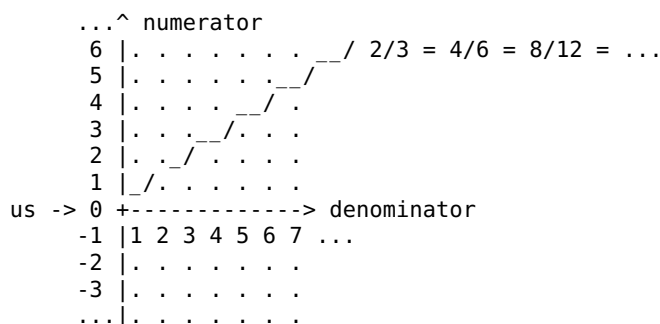 ...^ numerator
6 |. . . . . . . __/ 2/3 = 4/6 = 8/12 = ...
5 |. . . . . .__/
4 |. . . . __/ .
3 |. . .__/. . .
2 |. ._/ . . . .
1 |_/. . . . . .
us -> 0 +-------------> denominator
-1 |1 2 3 4 5 6 7 ...
-2 |. . . . . . .
-3 |. . . . . . .
...|. . . . . . .